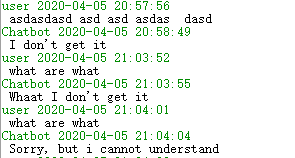 user 2020-04-05 20:57:56
asdasdasd asd asd asdas  dasd
Chatbot 2020-04-05 20:58:49
I don't get it
user 2020-04-05 21:03:52
what are what
Chatbot 2020-04-05 21:03:55
Whaat I don't get it
user 2020-04-05 21:04:01
what are what
Chatbot 2020-04-05 21:04:04
Sorry, but i cannot understand